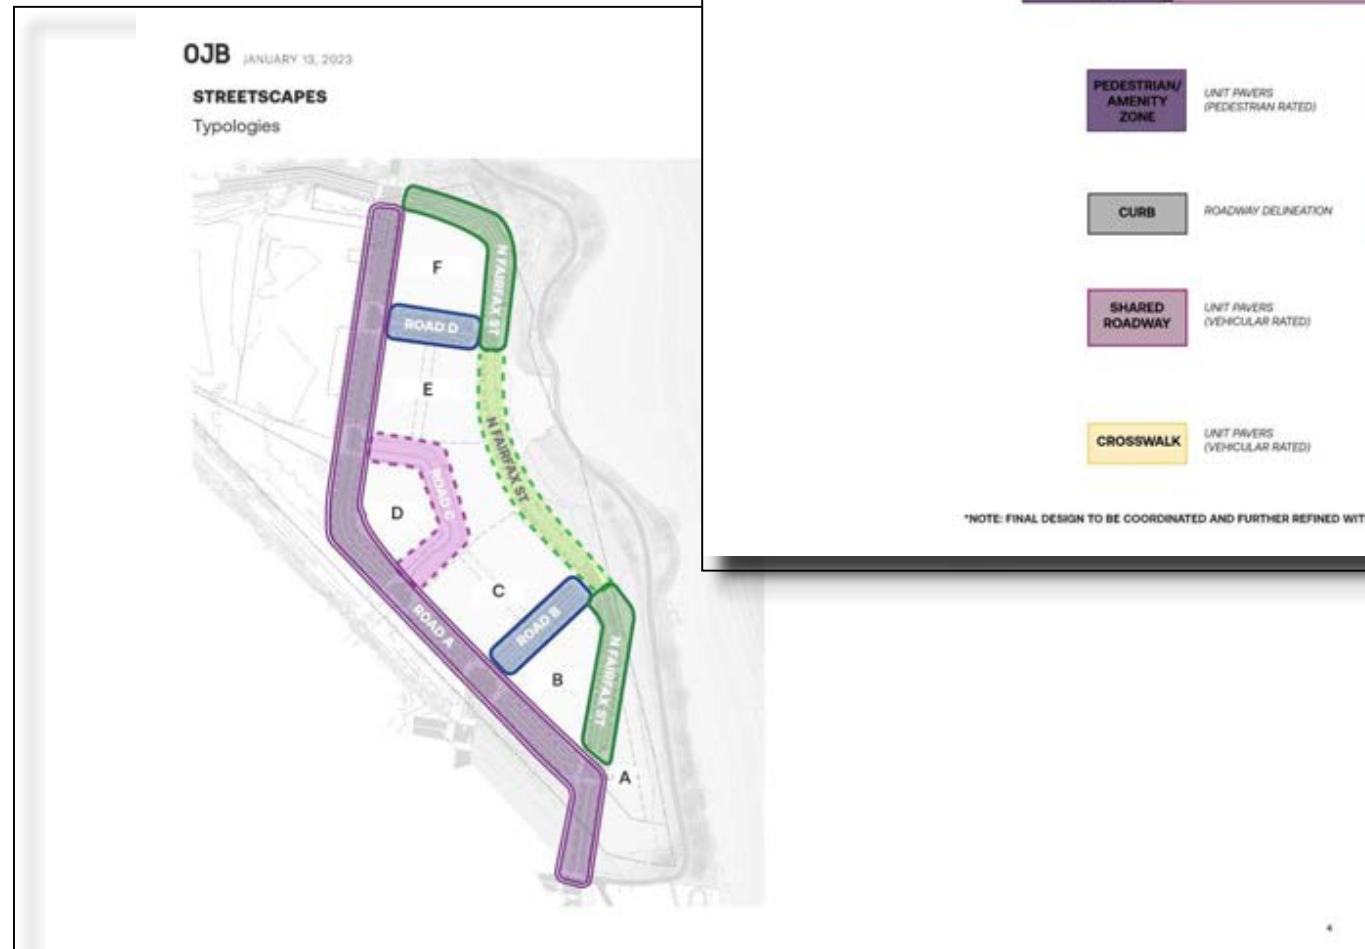 OJB JANUARY 13, 2023
STREETSCAPES
Typologies
F
N FAIRFAX ST
ROAD D
E
N FAIRFAX ST
ROAD C
D
C
ROAD B
ROAD A
N FAIRFAX ST
B
A
PEDESTRIAN/
AMENITY
ZONE
UNIT PAVERS
(PEDESTRIAN RATED)
CURB
ROADWAY DELINEATION
SHARED
ROADWAY
UNIT PAVERS
(VEHICULAR RATED)
CROSSWALK
UNIT PAVERS
(VEHICULAR RATED)
*NOTE: FINAL DESIGN TO BE COORDINATED AND FURTHER REFINED WIT
4